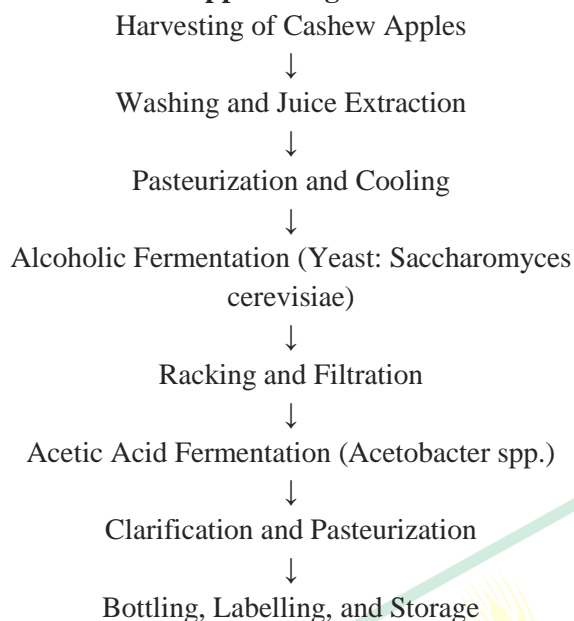 Harvesting of Cashew Apples
↓
Washing and Juice Extraction
↓
Pasteurization and Cooling
↓
Alcoholic Fermentation (Yeast: Saccharomyces
cerevisiae)
↓
Racking and Filtration
↓
Acetic Acid Fermentation (Acetobacter spp.)
↓
Clarification and Pasteurization
↓
Bottling, Labelling, and Storage